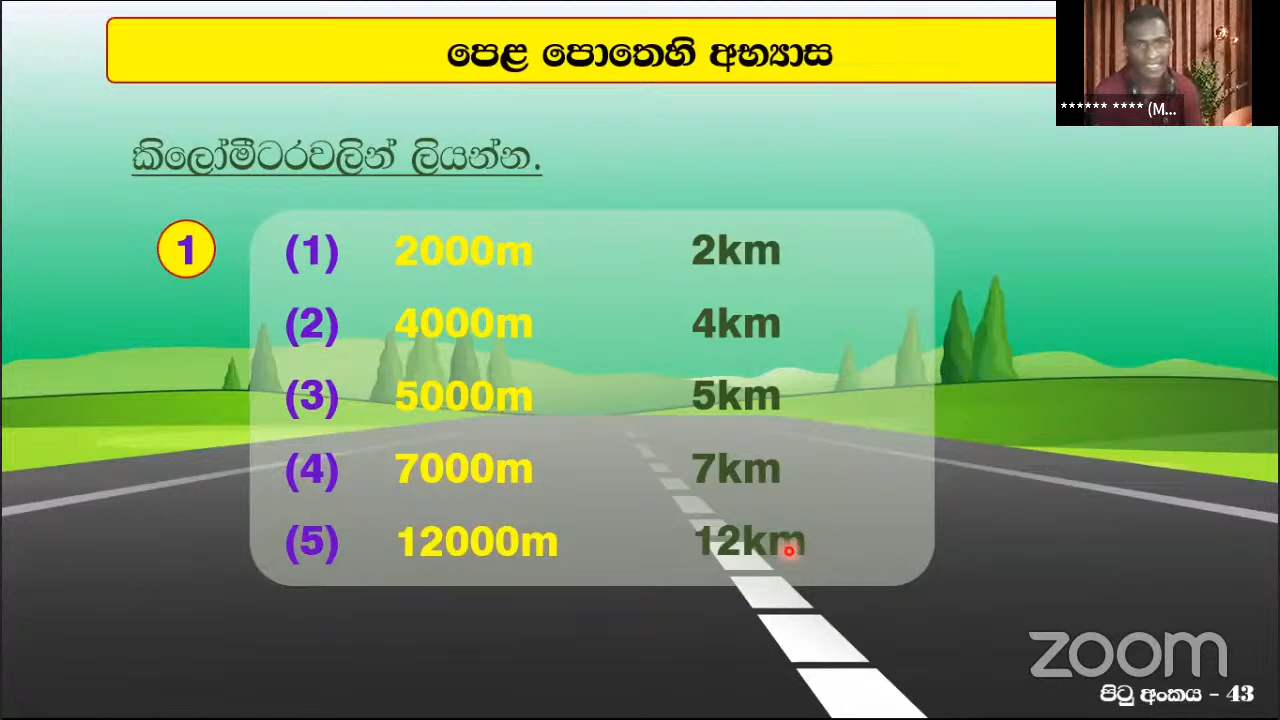 පෙළ පොතෙහි අභ්‍යාස
****** **** (M...
කිලෝමීටරවලින් ලියන්න.
1 (1) 2000m 2km
(2) 4000m 4km
(3) 5000m 5km
(4) 7000m 7km
(5) 12000m 12km
zoom
පිටු අංකය - 43